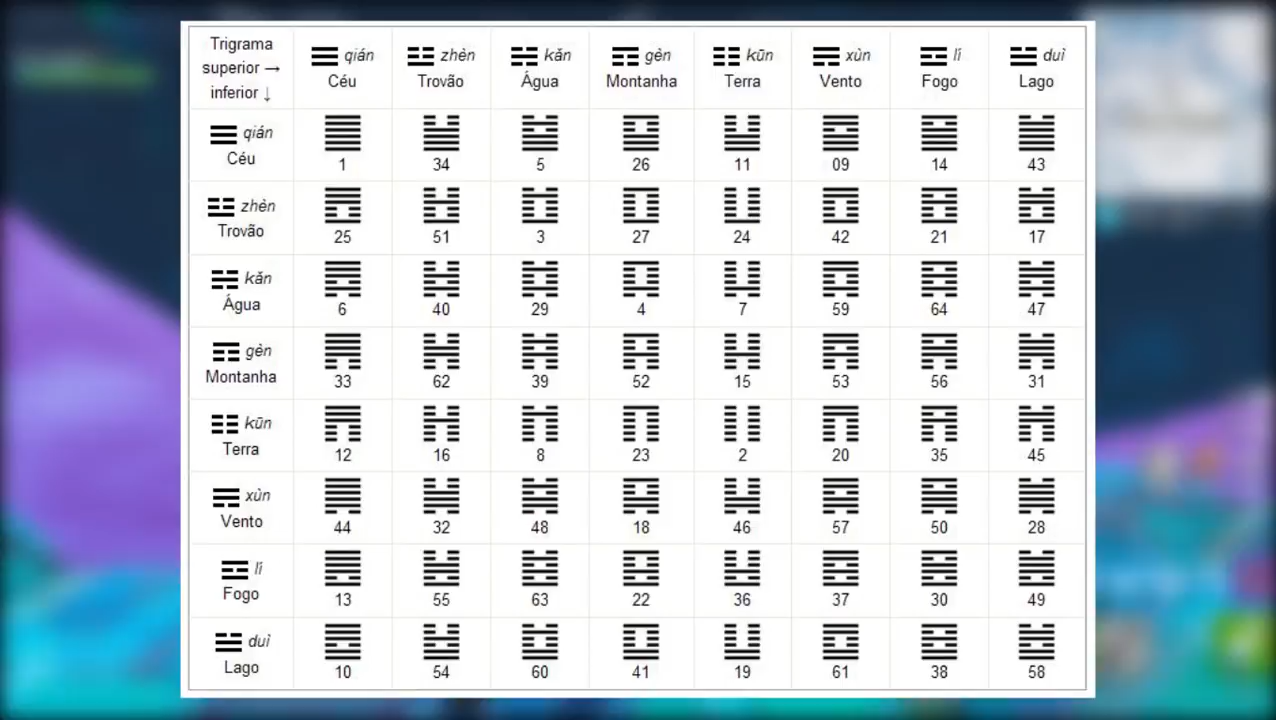 Trigrama
superior →
inferior ↓
qián
Céu
zhèn
Trovão
kǎn
Água
gèn
Montanha
kūn
Terra
xùn
Vento
lí
Fogo
duì
Lago
qián
Céu
1 34 5 26 11 09 14 43
zhèn
Trovão
25 51 3 27 24 42 21 17
kǎn
Água
6 40 29 4 7 59 64 47
gèn
Montanha
33 62 39 52 15 53 56 31
kūn
Terra
12 16 8 23 2 20 35 45
xùn
Vento
44 32 48 18 46 57 50 28
lí
Fogo
13 55 63 22 36 37 30 49
duì
Lago
10 54 60 41 19 61 38 58